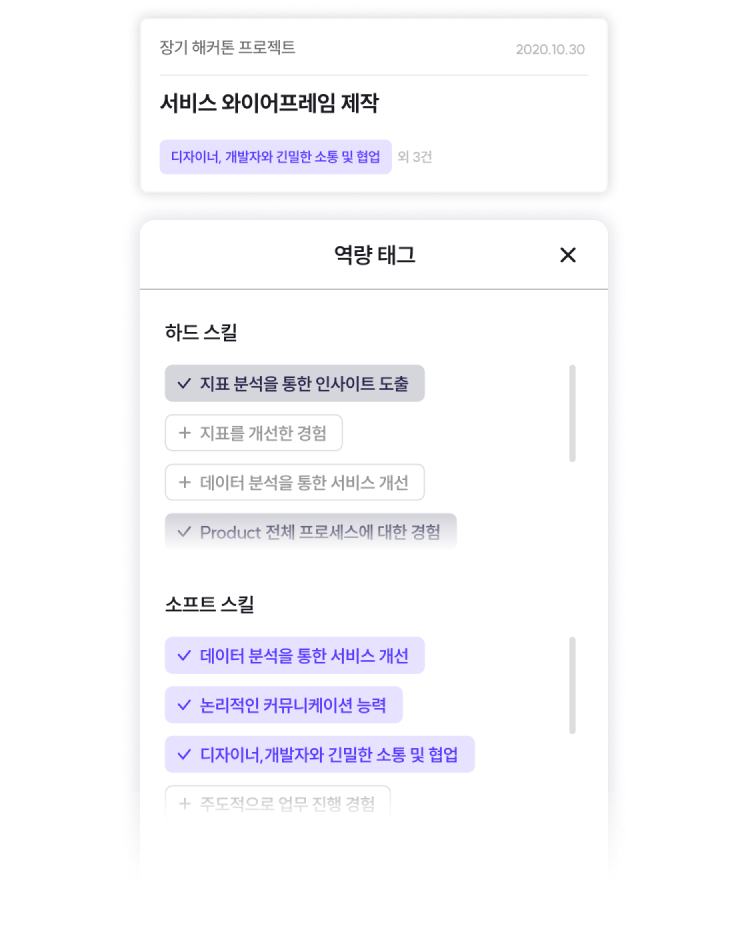 장기 해커톤 프로젝트
2020.10.30
서비스 와이어프레임 제작
디자이너, 개발자와 긴밀한 소통 및 협업 외 3건
역량 태그
하드 스킬
지표 분석을 통한 인사이트 도출
지표를 개선한 경험
데이터 분석을 통한 서비스 개선
Product 전체 프로세스에 대한 경험
소프트 스킬
데이터 분석을 통한 서비스 개선
논리적인 커뮤니케이션 능력
디자이너,개발자와 긴밀한 소통 및 협업
주도적으로 업무 진행 경험